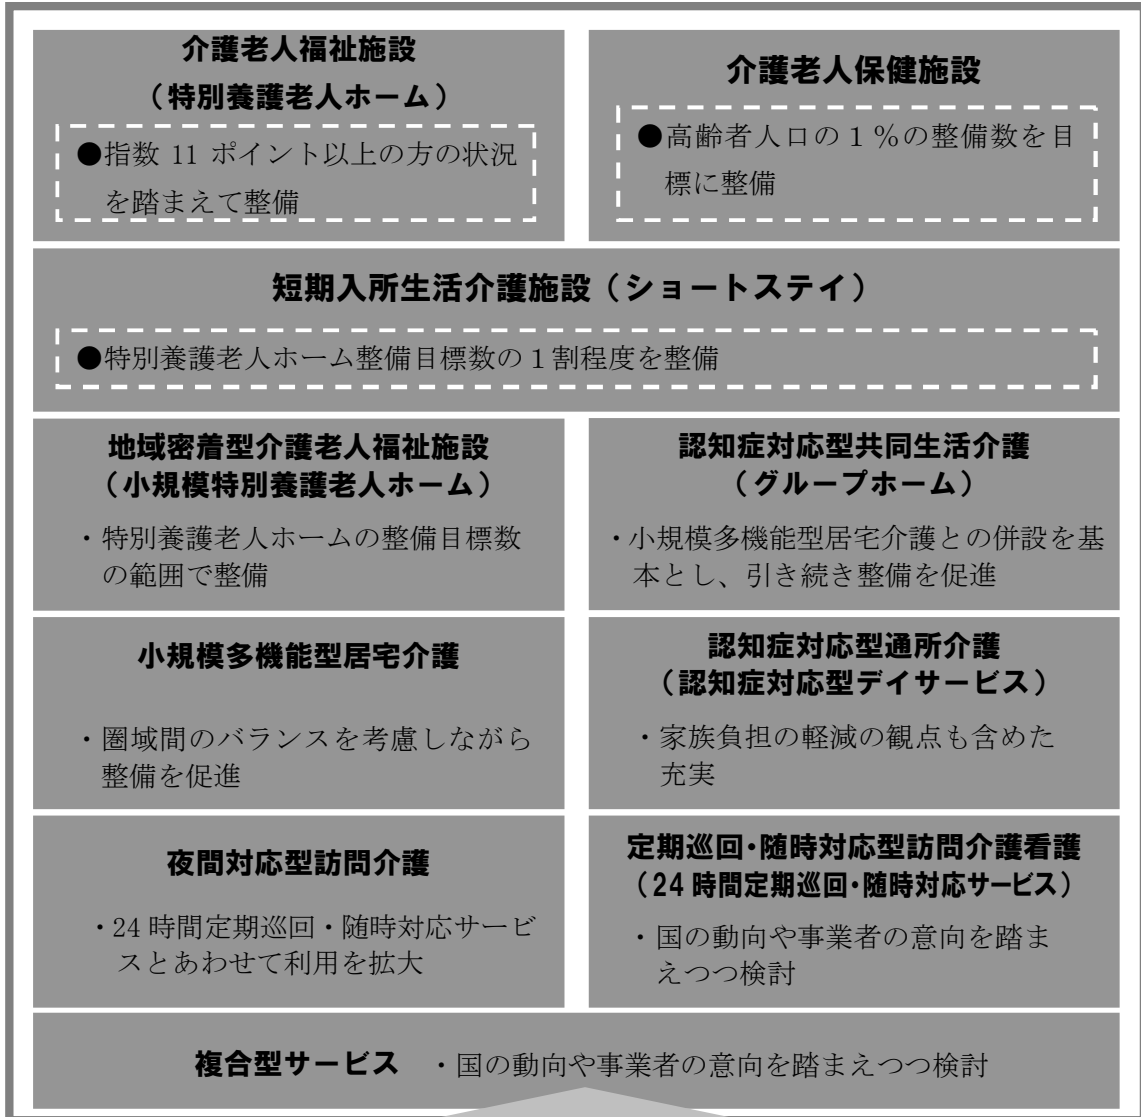 介護老人福祉施設
（特別養護老人ホーム）
●指数 11 ポイント以上の方の状況
を踏まえて整備
介護老人保健施設
●高齢者人口の１％の整備数を目
標に整備
短期入所生活介護施設（ショートステイ）
●特別養護老人ホーム整備目標数の１割程度を整備
地域密着型介護老人福祉施設
（小規模特別養護老人ホーム）
・特別養護老人ホームの整備目標数
の範囲で整備
認知症対応型共同生活介護
（グループホーム）
・小規模多機能型居宅介護との併設を基
本とし、引き続き整備を促進
小規模多機能型居宅介護
・圏域間のバランスを考慮しながら
整備を促進
認知症対応型通所介護
（認知症対応型デイサービス）
・家族負担の軽減の観点も含めた
充実
夜間対応型訪問介護
・24 時間定期巡回・随時対応サービ
スとあわせて利用を拡大
定期巡回・随時対応型訪問介護看護
（24 時間定期巡回・随時対応サービス）
・国の動向や事業者の意向を踏ま
えつつ検討
複合型サービス ・国の動向や事業者の意向を踏まえつつ検討